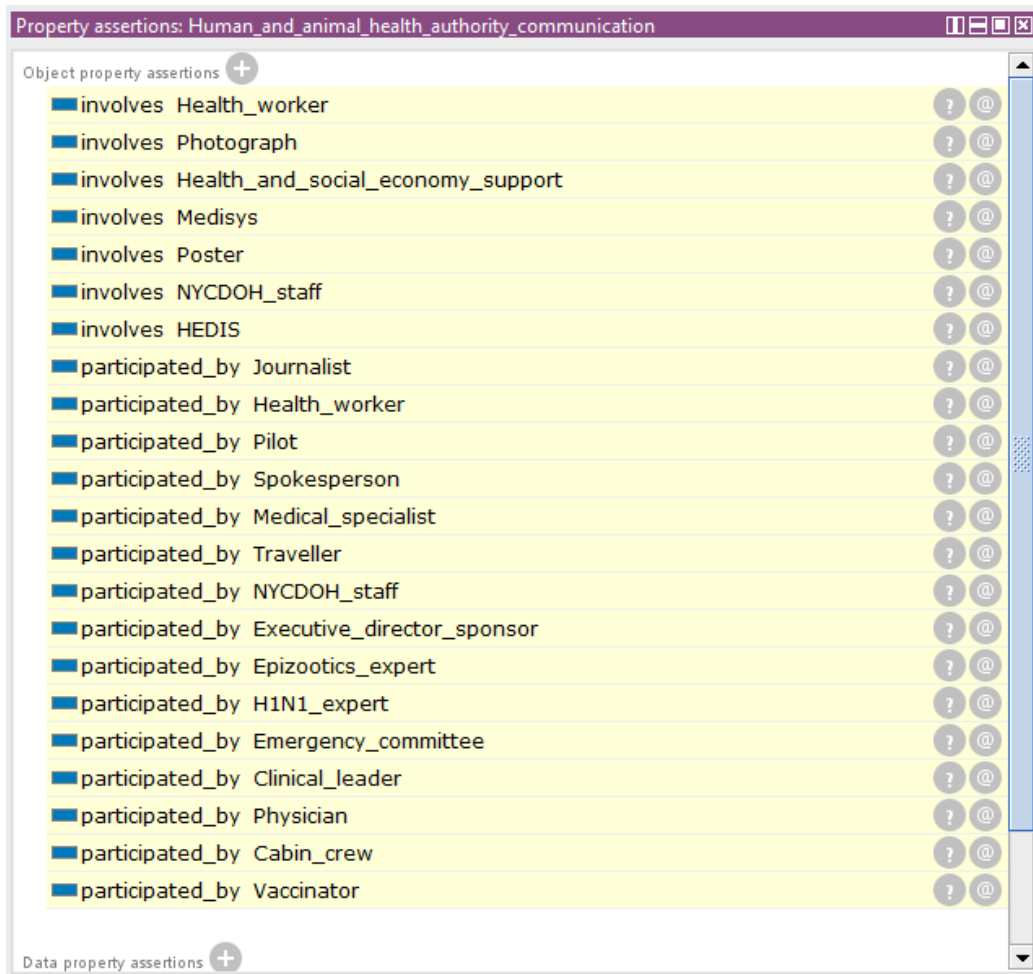 Property assertions: Human_and_animal_health_authority_communication
Object property assertions
involves Health_worker
involves Photograph
involves Health_and_social_economy_support
involves Medisys
involves Poster
involves NYCDOH_staff
involves HEDIS
participated_by Journalist
participated_by Health_worker
participated_by Pilot
participated_by Spokesperson
participated_by Medical_specialist
participated_by Traveller
participated_by NYCDOH_staff
participated_by Executive_director_sponsor
participated_by Epizootics_expert
participated_by H1N1_expert
participated_by Emergency_committee
participated_by Clinical_leader
participated_by Physician
participated_by Cabin_crew
participated_by Vaccinator
Data property assertions